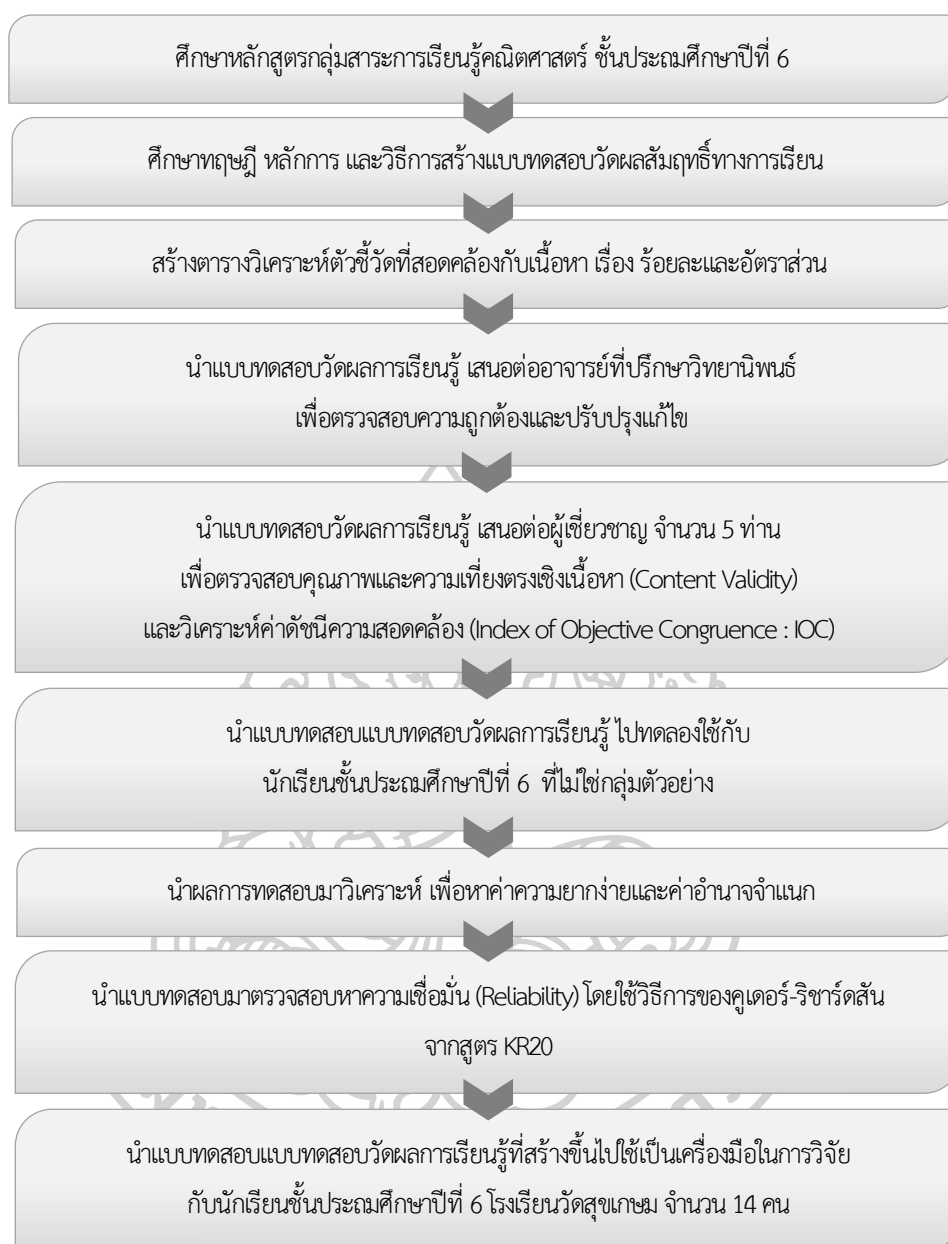 ศึกษาหลักสูตรกลุ่มสาระการเรียนรู้คณิตศาสตร์ ชั้นประถมศึกษาปีที่ 6
ศึกษาทฤษฎี หลักการ และวิธีการสร้างแบบทดสอบวัดผลสัมฤทธิ์ทางการเรียน
สร้างตารางวิเคราะห์ตัวชี้วัดที่สอดคล้องกับเนื้อหา เรื่อง ร้อยละและอัตราส่วน
นำแบบทดสอบวัดผลการเรียนรู้ เสนอต่ออาจารย์ที่ปรึกษาวิทยานิพนธ์
เพื่อตรวจสอบความถูกต้องและปรับปรุงแก้ไข
นำแบบทดสอบวัดผลการเรียนรู้ เสนอต่อผู้เชี่ยวชาญ จำนวน 5 ท่าน
เพื่อตรวจสอบคุณภาพและความเที่ยงตรงเชิงเนื้อหา (Content Validity)
และวิเคราะห์ค่าดัชนีความสอดคล้อง (Index of Objective Congruence : IOC)
นำแบบทดสอบแบบทดสอบวัดผลการเรียนรู้ ไปทดลองใช้กับ
นักเรียนชั้นประถมศึกษาปีที่ 6 ที่ไม่ใช่กลุ่มตัวอย่าง
นำผลการทดสอบมาวิเคราะห์ เพื่อหาค่าความยากง่ายและค่าอำนาจจำแนก
นำแบบทดสอบมาตรวจสอบหาความเชื่อมั่น (Reliability) โดยใช้วิธีการของคูเดอร์-ริชาร์ดสัน
จากสูตร KR20
นำแบบทดสอบแบบทดสอบวัดผลการเรียนรู้ที่สร้างขึ้นไปใช้เป็นเครื่องมือในการวิจัย
กับนักเรียนชั้นประถมศึกษาปีที่ 6 โรงเรียนวัดสุขเกษม จำนวน 14 คน